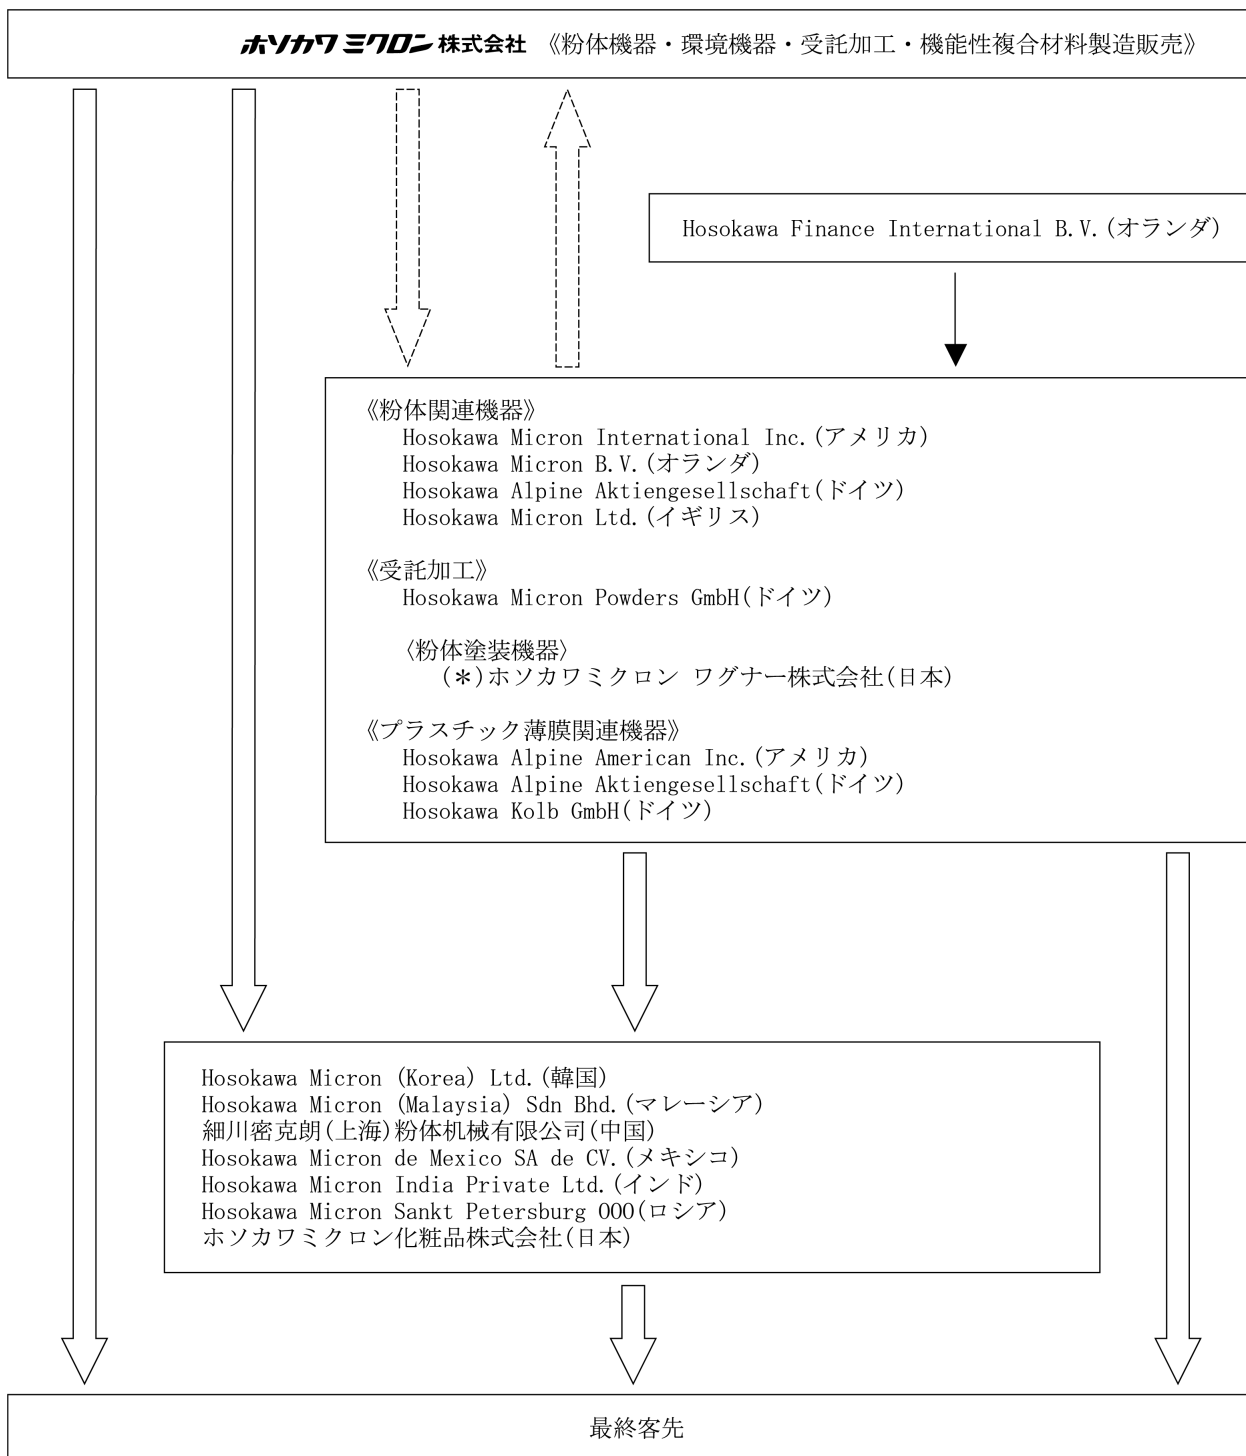 ホソカワミクロン株式会社 《粉体機器・環境機器・受託加工・機能性複合材料製造販売》
Hosokawa Finance International B.V.(オランダ)
《粉体関連機器》
Hosokawa Micron International Inc.(アメリカ)
Hosokawa Micron B.V.(オランダ)
Hosokawa Alpine Aktiengesellschaft(ドイツ)
Hosokawa Micron Ltd.(イギリス)
《受託加工》
Hosokawa Micron Powders GmbH(ドイツ)
〈粉体塗装機器〉
(＊)ホソカワミクロン ワグナー株式会社(日本)
《プラスチック薄膜関連機器》
Hosokawa Alpine American Inc.(アメリカ)
Hosokawa Alpine Aktiengesellschaft(ドイツ)
Hosokawa Kolb GmbH(ドイツ)
Hosokawa Micron (Korea) Ltd.(韓国)
Hosokawa Micron (Malaysia) Sdn Bhd.(マレーシア)
細川密克朗(上海)粉体机械有限公司(中国)
Hosokawa Micron de Mexico SA de CV.(メキシコ)
Hosokawa Micron India Private Ltd.(インド)
Hosokawa Micron Sankt Petersburg OOO(ロシア)
ホソカワミクロン化粧品株式会社(日本)
最終客先